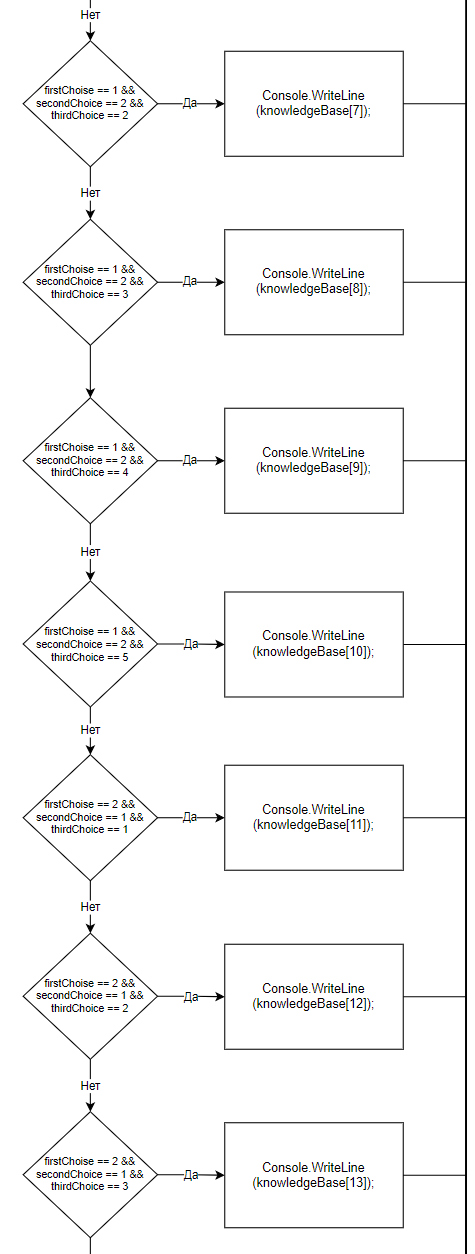 Нет
firstChoise == 1 &&
secondChoice == 2 &&
thirdChoice == 2
Да
Console.WriteLine
(knowledgeBase[7]);
Нет
firstChoise == 1 &&
secondChoice == 2 &&
thirdChoice == 3
Да
Console.WriteLine
(knowledgeBase[8]);
firstChoise == 1 &&
secondChoice == 2 &&
thirdChoice == 4
Да
Console.WriteLine
(knowledgeBase[9]);
Нет
firstChoise == 1 &&
secondChoice == 2 &&
thirdChoice == 5
Да
Console.WriteLine
(knowledgeBase[10]);
Нет
firstChoise == 2 &&
secondChoice == 1 &&
thirdChoice == 1
Да
Console.WriteLine
(knowledgeBase[11]);
Нет
firstChoise == 2 &&
secondChoice == 1 &&
thirdChoice == 2
Да
Console.WriteLine
(knowledgeBase[12]);
Нет
firstChoise == 2 &&
secondChoice == 1 &&
thirdChoice == 3
Да
Console.WriteLine
(knowledgeBase[13]);